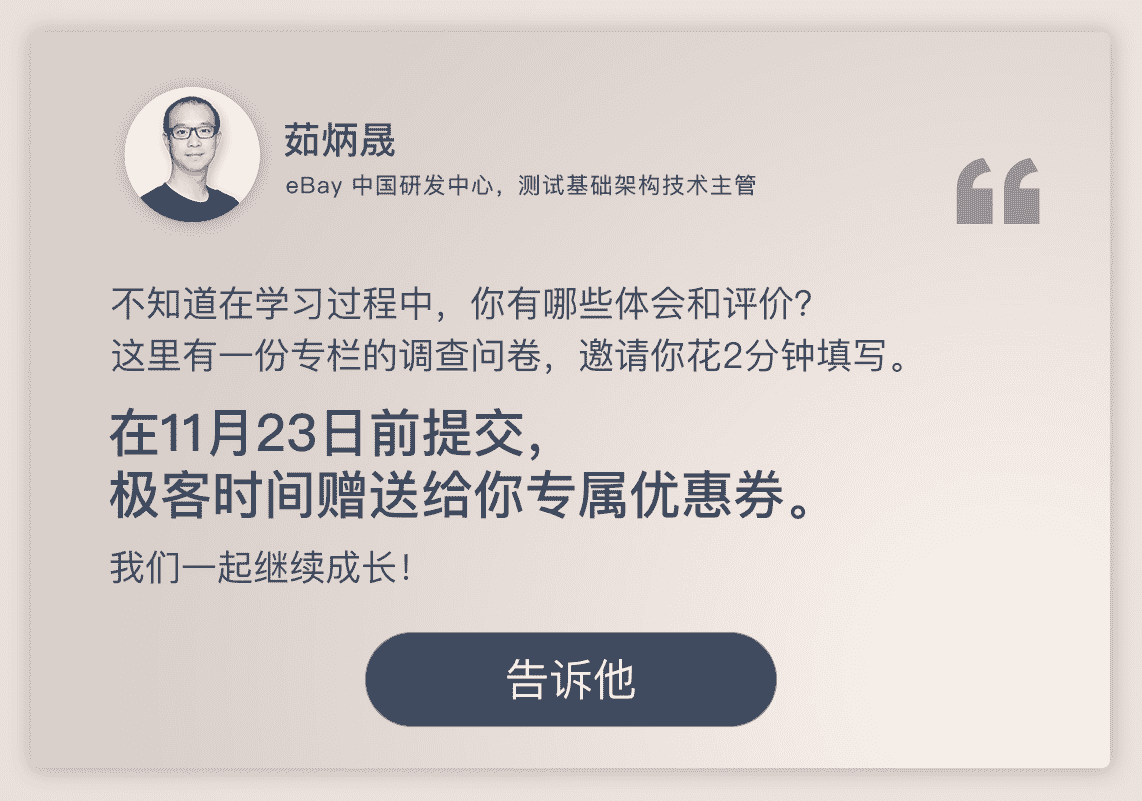 茹炳晟
eBay 中国研发中心，测试基础架构技术主管
不知道在学习过程中，你有哪些体会和评价？
这里有一份专栏的调查问卷，邀请你花2分钟填写。
在11月23日前提交，
极客时间赠送给你专属优惠券。
我们一起继续成长！
告诉他